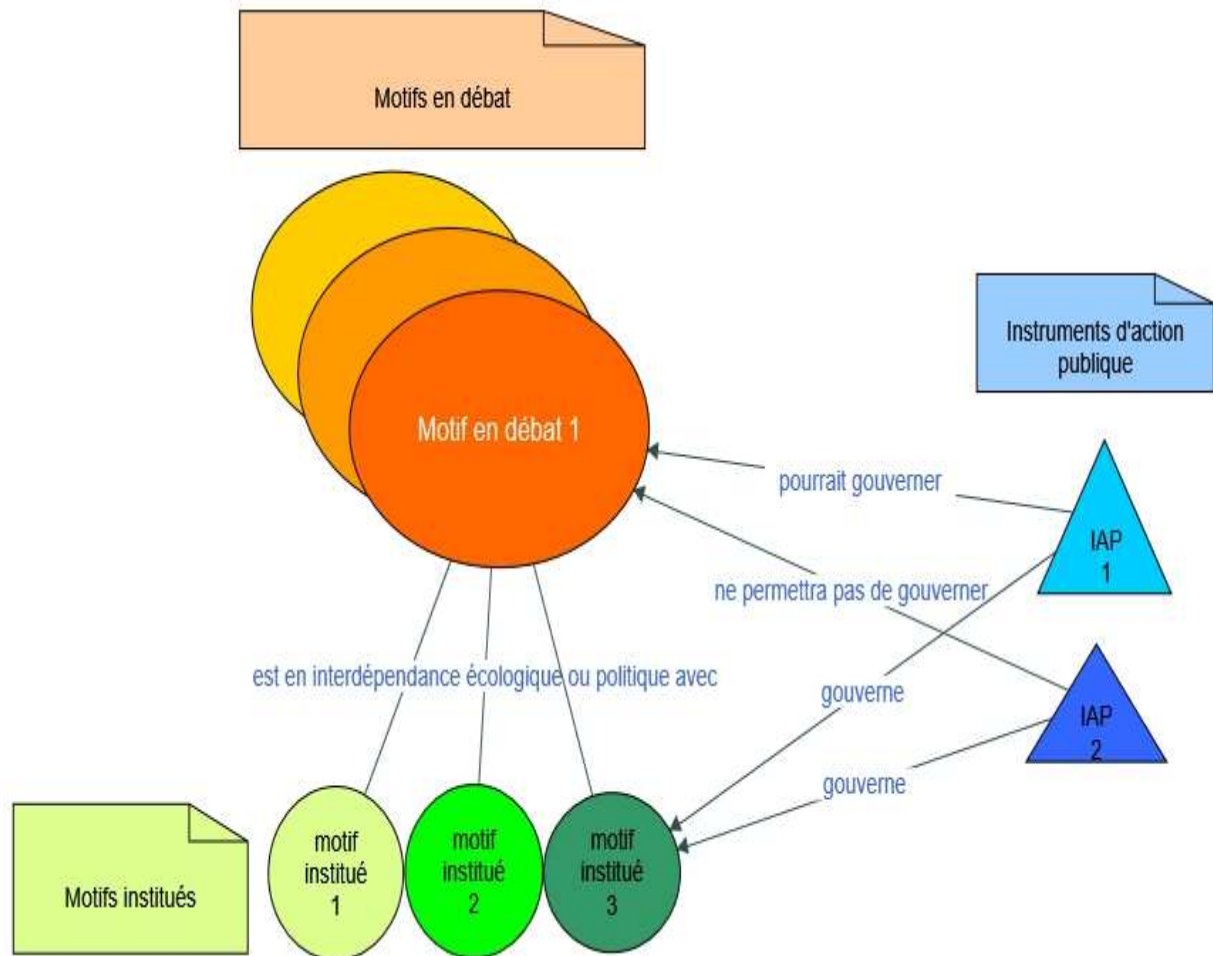 Motifs en débat
Instruments d'action
publique
Motif en débat 1
pourrait gouverner
IAP
1
ne permettra pas de gouverner
est en interdépendance écologique ou politique avec
gouverne
IAP
2
gouverne
Motifs institués
motif
institué
1
motif
institué
2
motif
institué
3